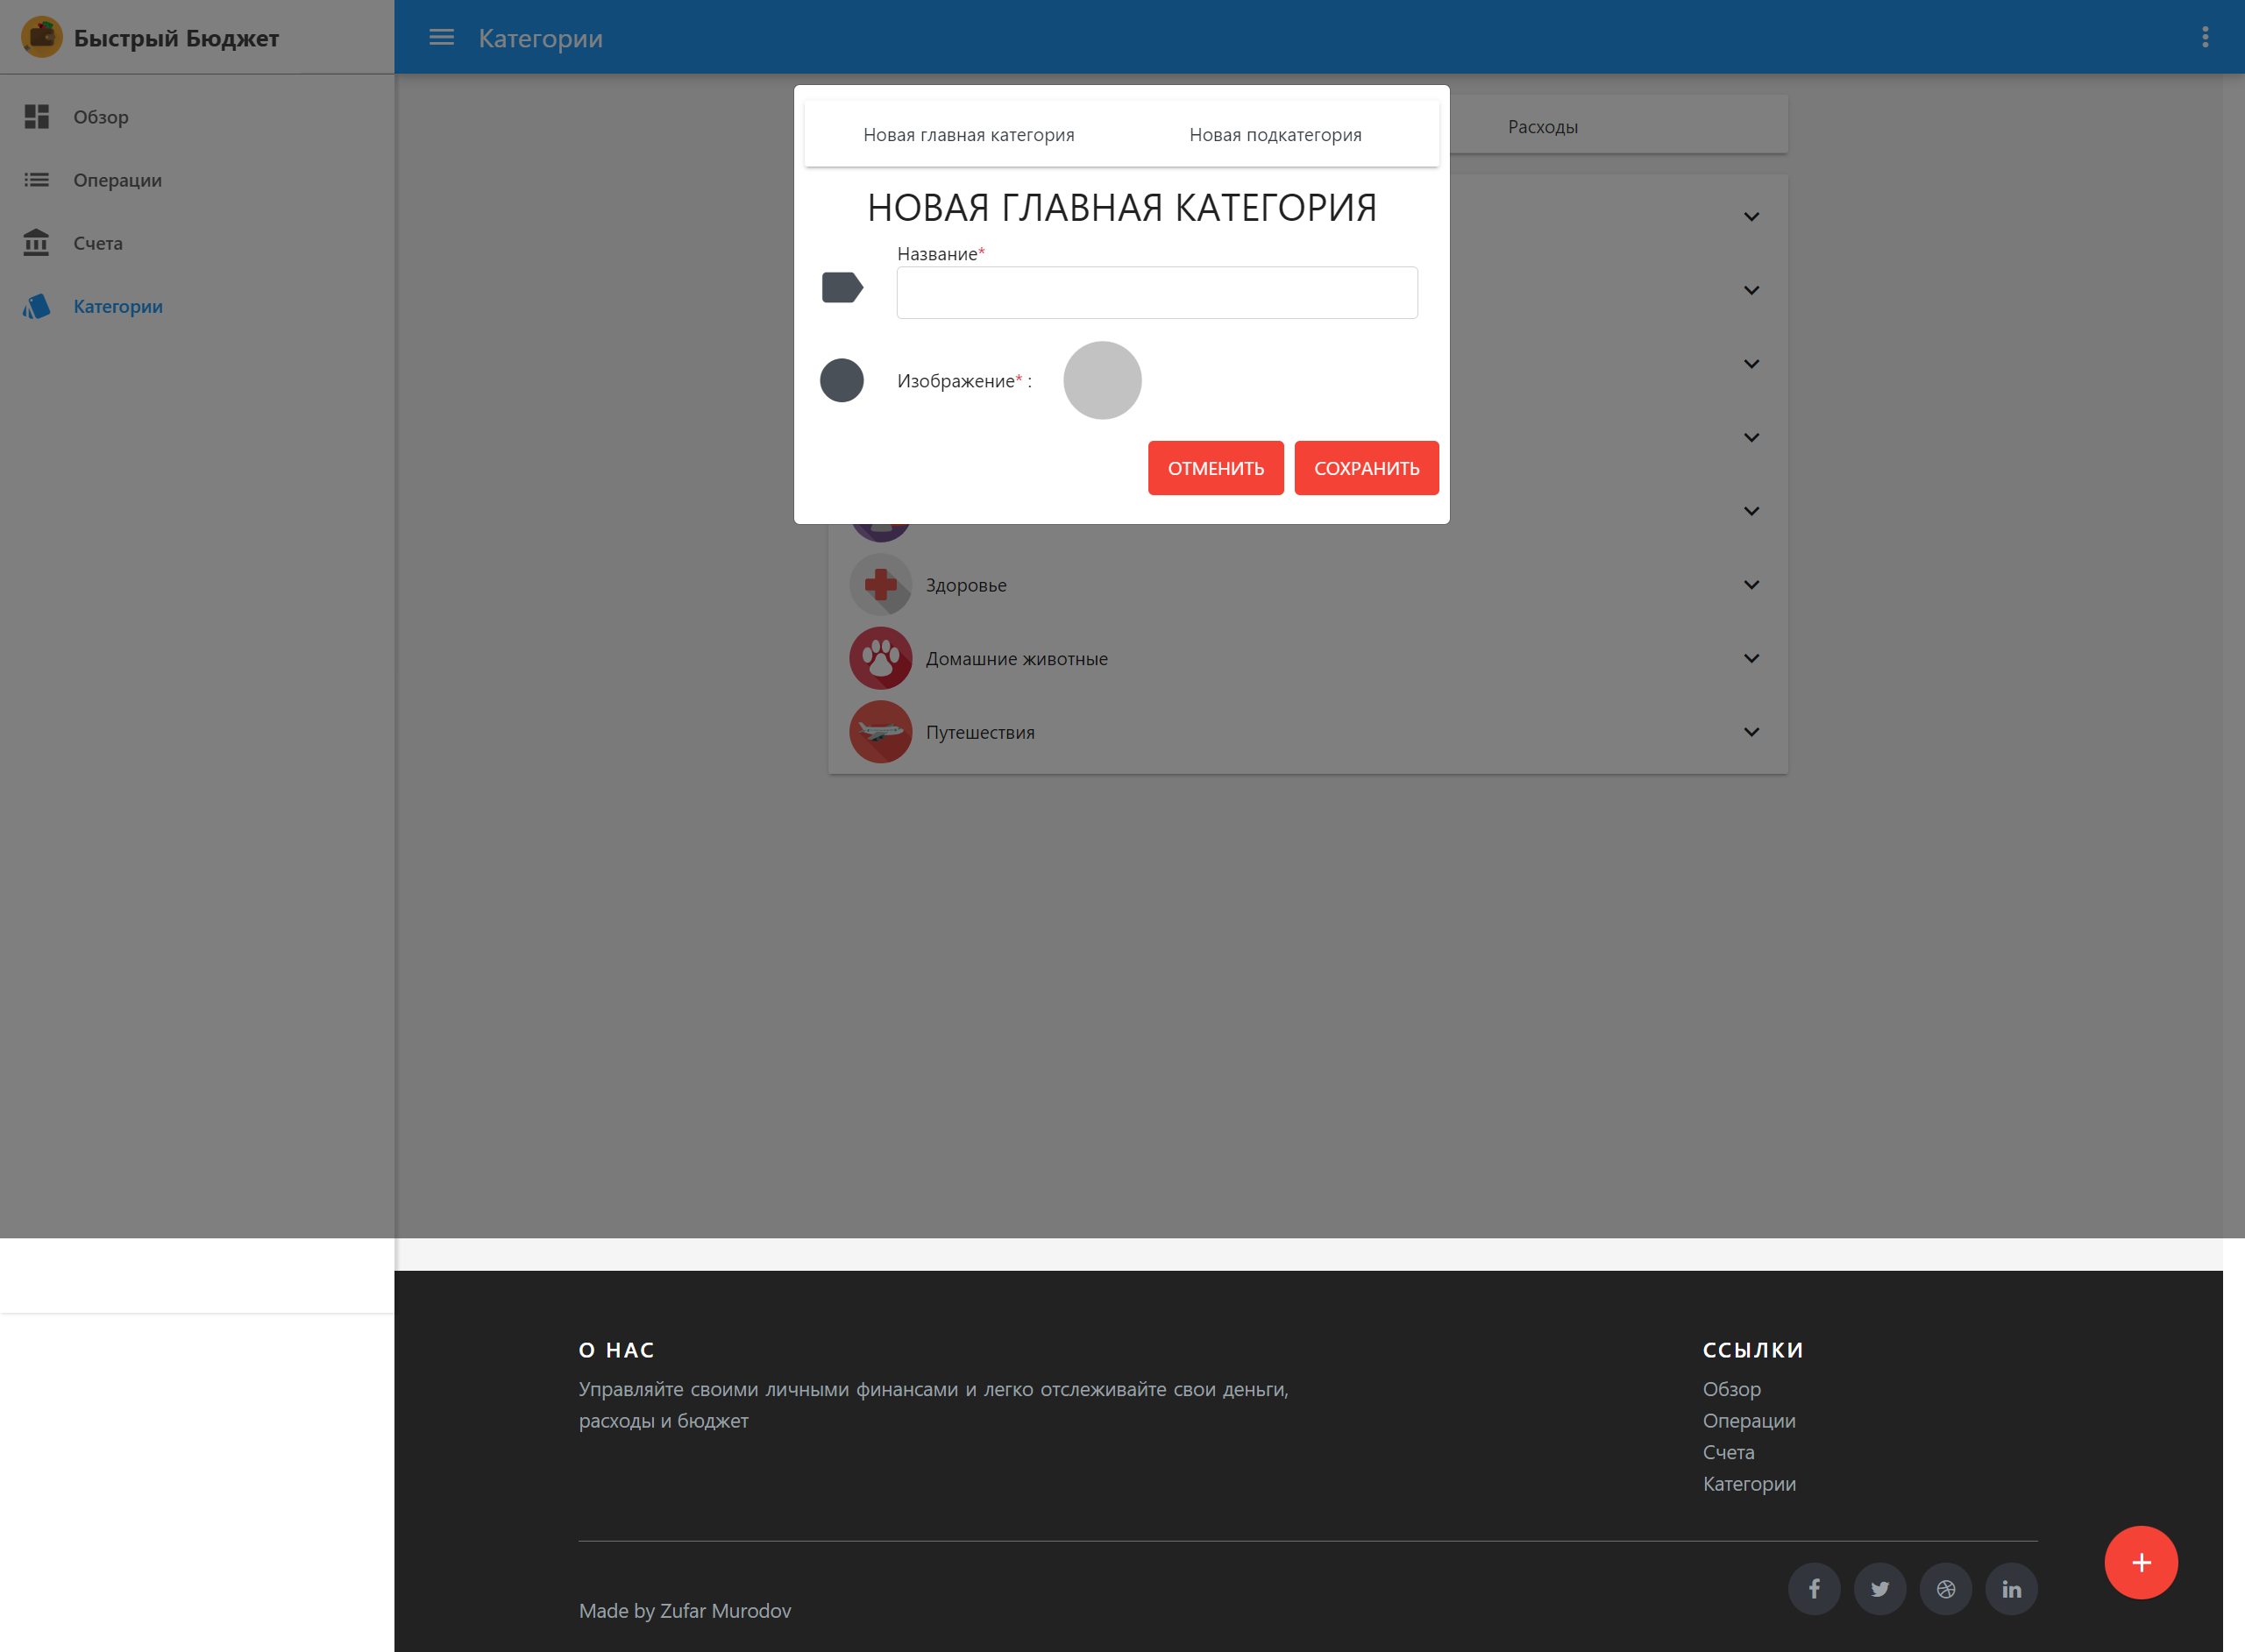 Быстрый Бюджет
Категории
Обзор
Операции
Счета
Категории
Расходы
Новая главная категория
Новая подкатегория
НОВАЯ ГЛАВНАЯ КАТЕГОРИЯ
Название*
Изображение* :
ОТМЕНИТЬ
СОХРАНИТЬ
Здоровье
Домашние животные
Путешествия
О НАС
Управляйте своими личными финансами и легко отслеживайте свои деньги,
расходы и бюджет
ССЫЛКИ
Обзор
Операции
Счета
Категории
Made by Zufar Murodov